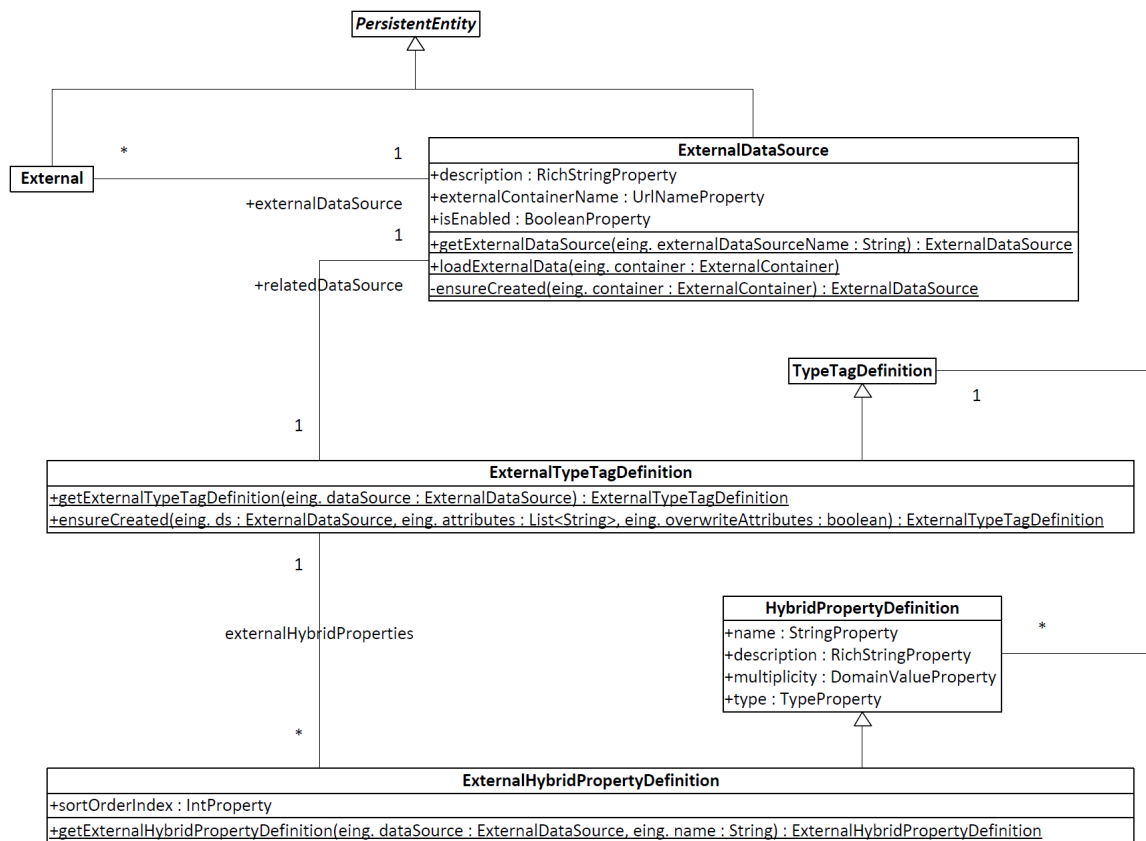 PersistentEntity
*
1
ExternalDataSource
External
+description : RichStringProperty
+externalContainerName : UrlNameProperty
+isEnabled : BooleanProperty
+externalDataSource
1
+getExternalDataSource(eing. externalDataSourceName : String) : ExternalDataSource
+loadExternalData(eing. container : ExternalContainer)
-ensureCreated(eing. container : ExternalContainer) : ExternalDataSource
+relatedDataSource
TypeTagDefinition
1
1
ExternalTypeTagDefinition
+getExternalTypeTagDefinition(eing. dataSource : ExternalDataSource) : ExternalTypeTagDefinition
+ensureCreated(eing. ds : ExternalDataSource, eing. attributes : List<String>, eing. overwriteAttributes : boolean) : ExternalTypeTagDefinition
1
externalHybridProperties
HybridPropertyDefinition
+name : StringProperty
+description : RichStringProperty
+multiplicity : DomainValueProperty
+type : TypeProperty
*
*
ExternalHybridPropertyDefinition
+sortOrderIndex : IntProperty
+getExternalHybridPropertyDefinition(eing. dataSource : ExternalDataSource, eing. name : String) : ExternalHybridPropertyDefinition